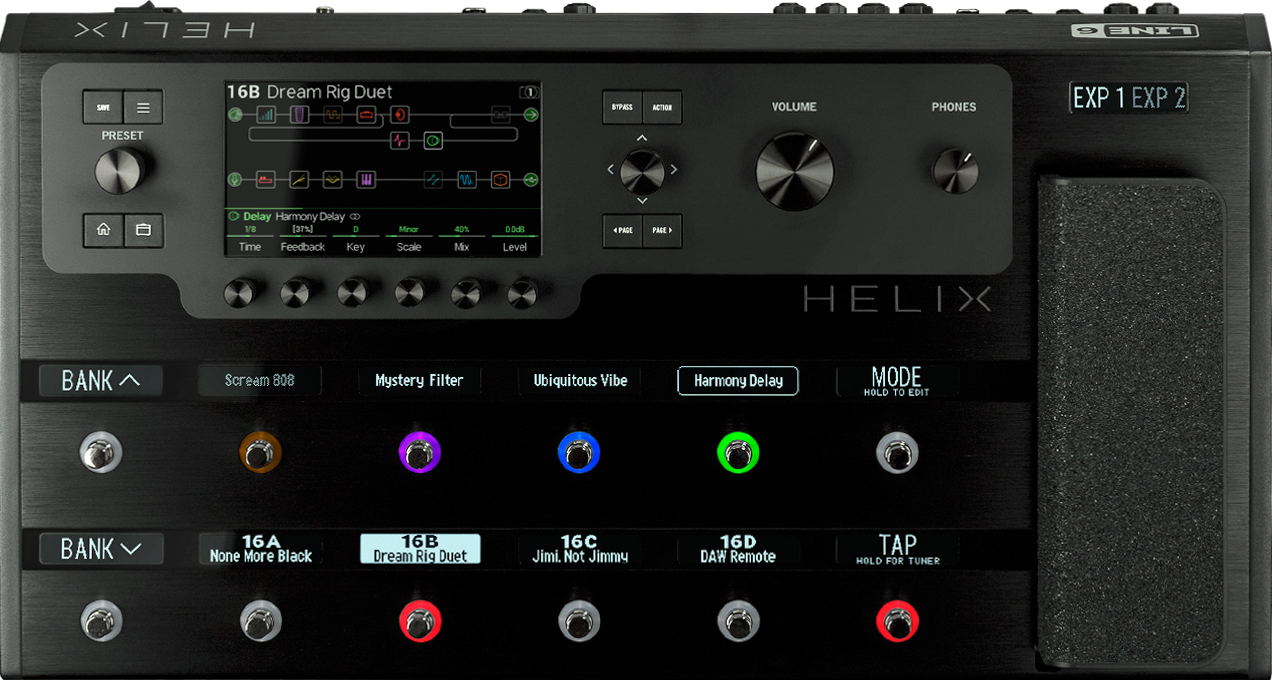 HELIX
LINE 6
SAVE
PRESET
16B Dream Rig Duet
1
Delay Harmony Delay
1/8 [37%] D Minor 40% 0.0dB
Time Feedback Key Scale Mix Level
BYPASS ACTION
PAGE PAGE
VOLUME
PHONES
EXP 1 EXP 2
HELIX
BANK
Scream 808
Mystery Filter
Ubiquitous Vibe
Harmony Delay
MODE
HOLD TO EDIT
BANK
16A
None More Black
16B
Dream Rig Duet
16C
Jimi, Not Jimmy
16D
DAW Remote
TAP
HOLD FOR TUNER